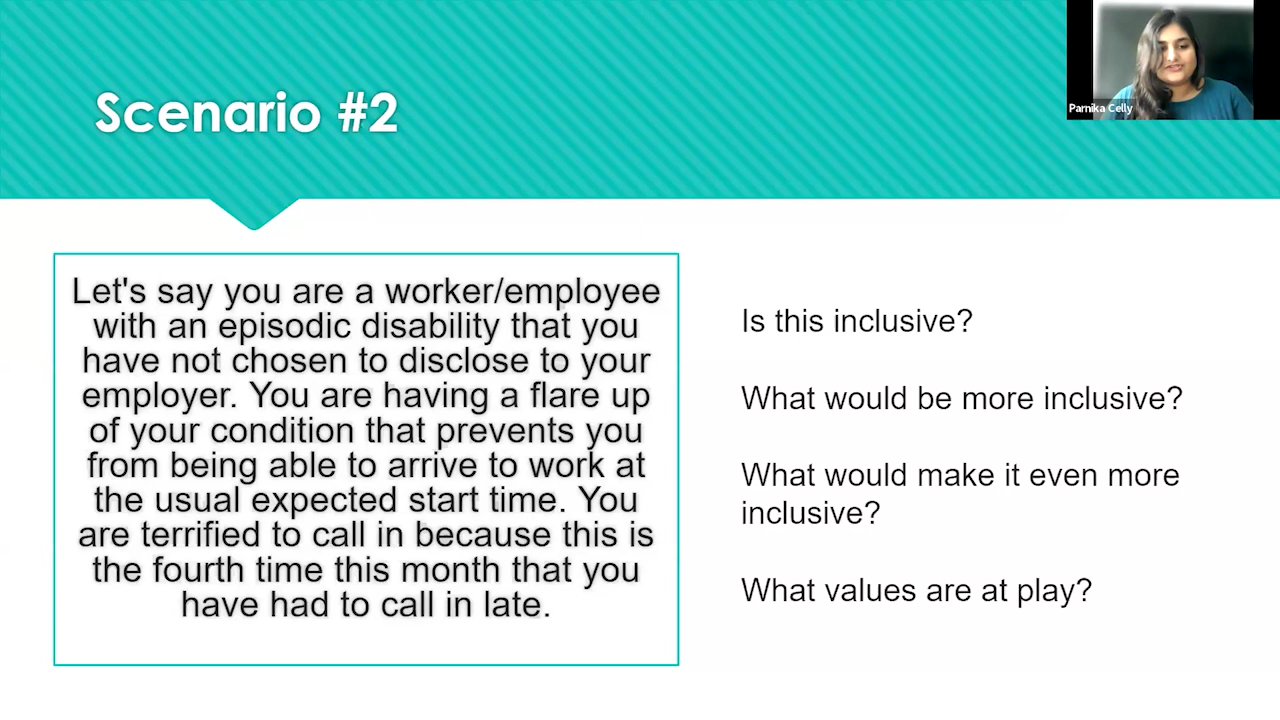 Scenario #2
Parnika Celly
Let's say you are a worker/employee
with an episodic disability that you
have not chosen to disclose to your
employer. You are having a flare up
of your condition that prevents you
from being able to arrive to work at
the usual expected start time. You
are terrified to call in because this is
the fourth time this month that you
have had to call in late.
Is this inclusive?
What would be more inclusive?
What would make it even more
inclusive?
What values are at play?